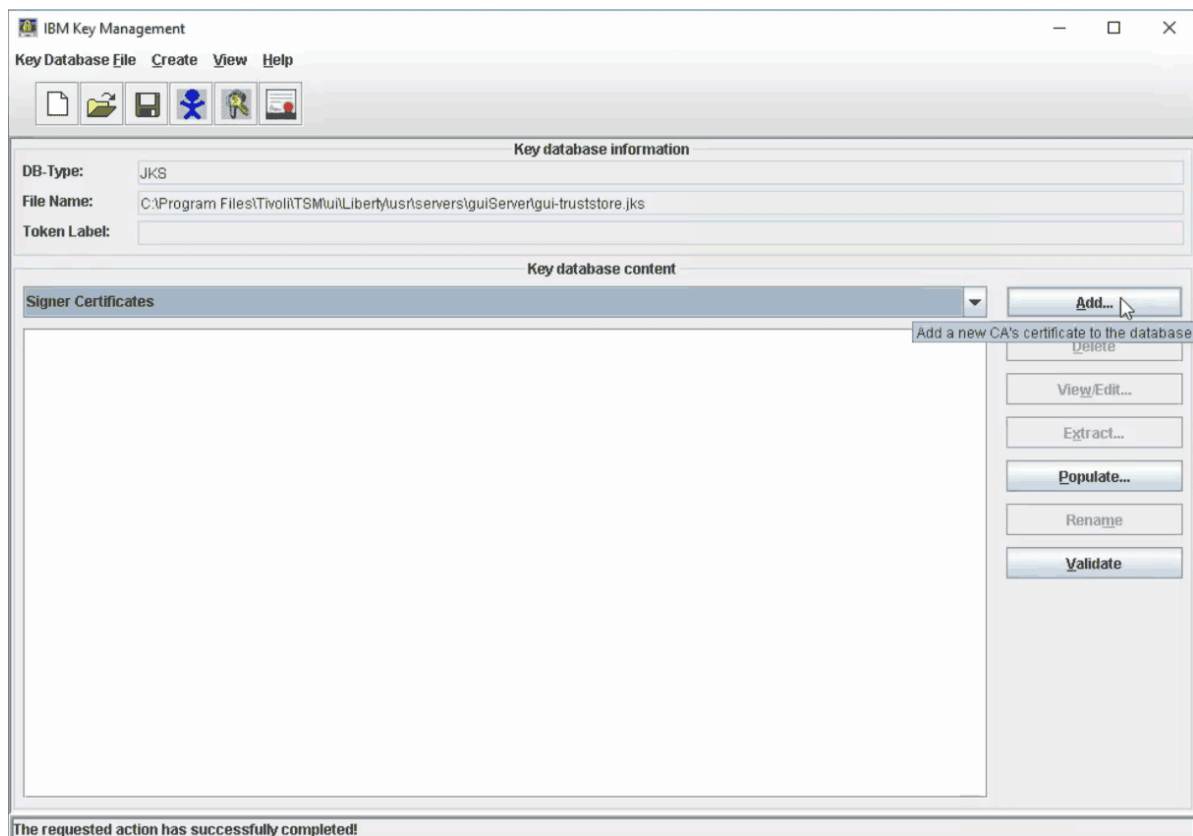 IBM Key Management
Key Database File Create View Help
Key database information
DB-Type: JKS
File Name: C:\Program Files\Tivoli\TSM\ui\Liberty\usr\servers\guiServer\gui-truststore.jks
Token Label:
Key database content
Signer Certificates
Add...
Add a new CA's certificate to the database
Delete
View/Edit...
Extract...
Populate...
Rename
Validate
The requested action has successfully completed!